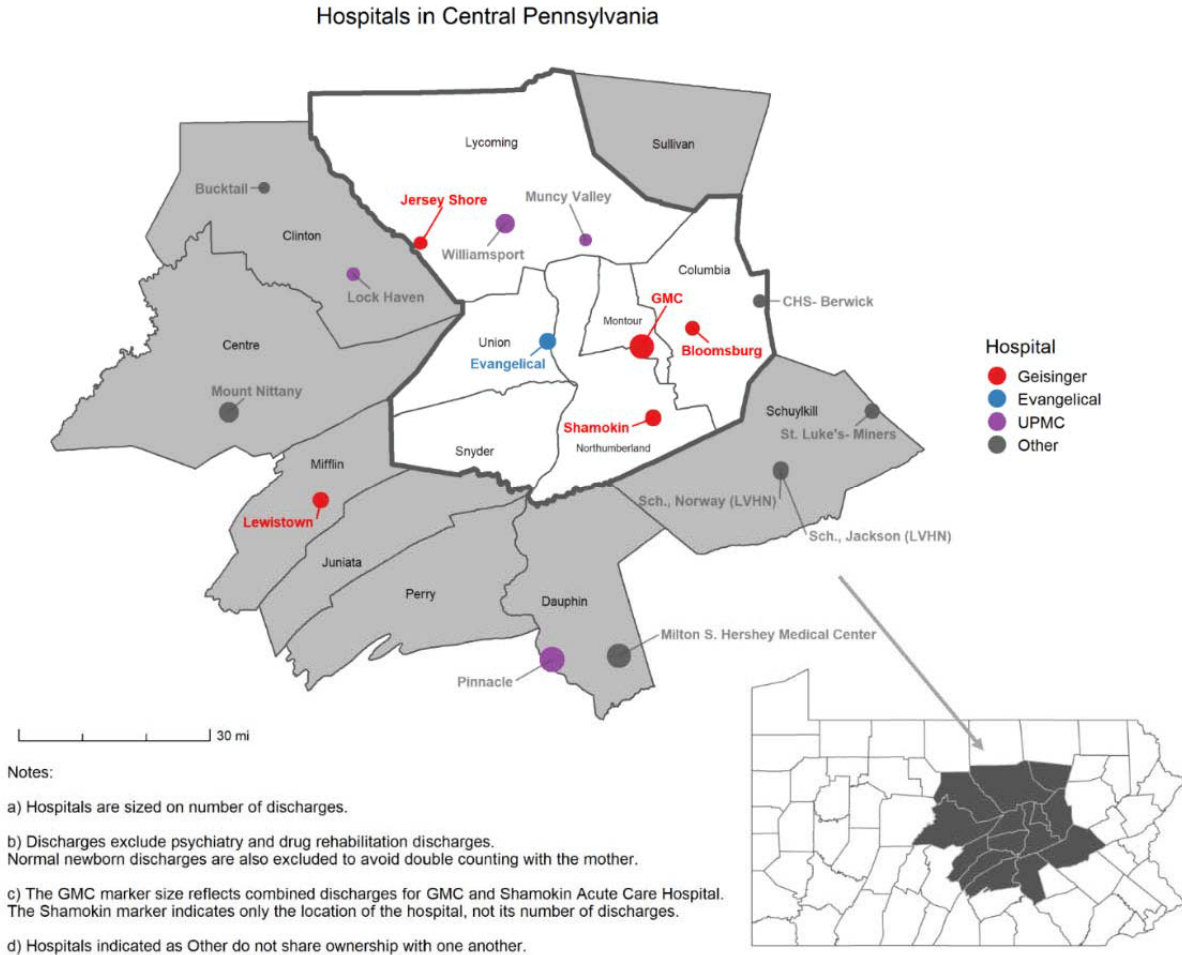 Hospitals in Central Pennsylvania
Lycoming
Sullivan
Bucktail
Jersey Shore
Muncy Valley
Williamsport
Clinton
Lock Haven
Columbia
CHS- Berwick
GMC
Montour
Union
Evangelical
Bloomsburg
Centre
Mount Nittany
Hospital
Geisinger
Evangelical
UPMC
Other
Schuylkill
St. Luke's- Miners
Shamokin
Northumberland
Snyder
Mifflin
Lewistown
Sch., Norway (LVHN)
Sch., Jackson (LVHN)
Juniata
Perry
Dauphin
Milton S. Hershey Medical Center
Pinnacle
30 mi
Notes:
a) Hospitals are sized on number of discharges.
b) Discharges exclude psychiatry and drug rehabilitation discharges.
Normal newborn discharges are also excluded to avoid double counting with the mother.
c) The GMC marker size reflects combined discharges for GMC and Shamokin Acute Care Hospital.
The Shamokin marker indicates only the location of the hospital, not its number of discharges.
d) Hospitals indicated as Other do not share ownership with one another.